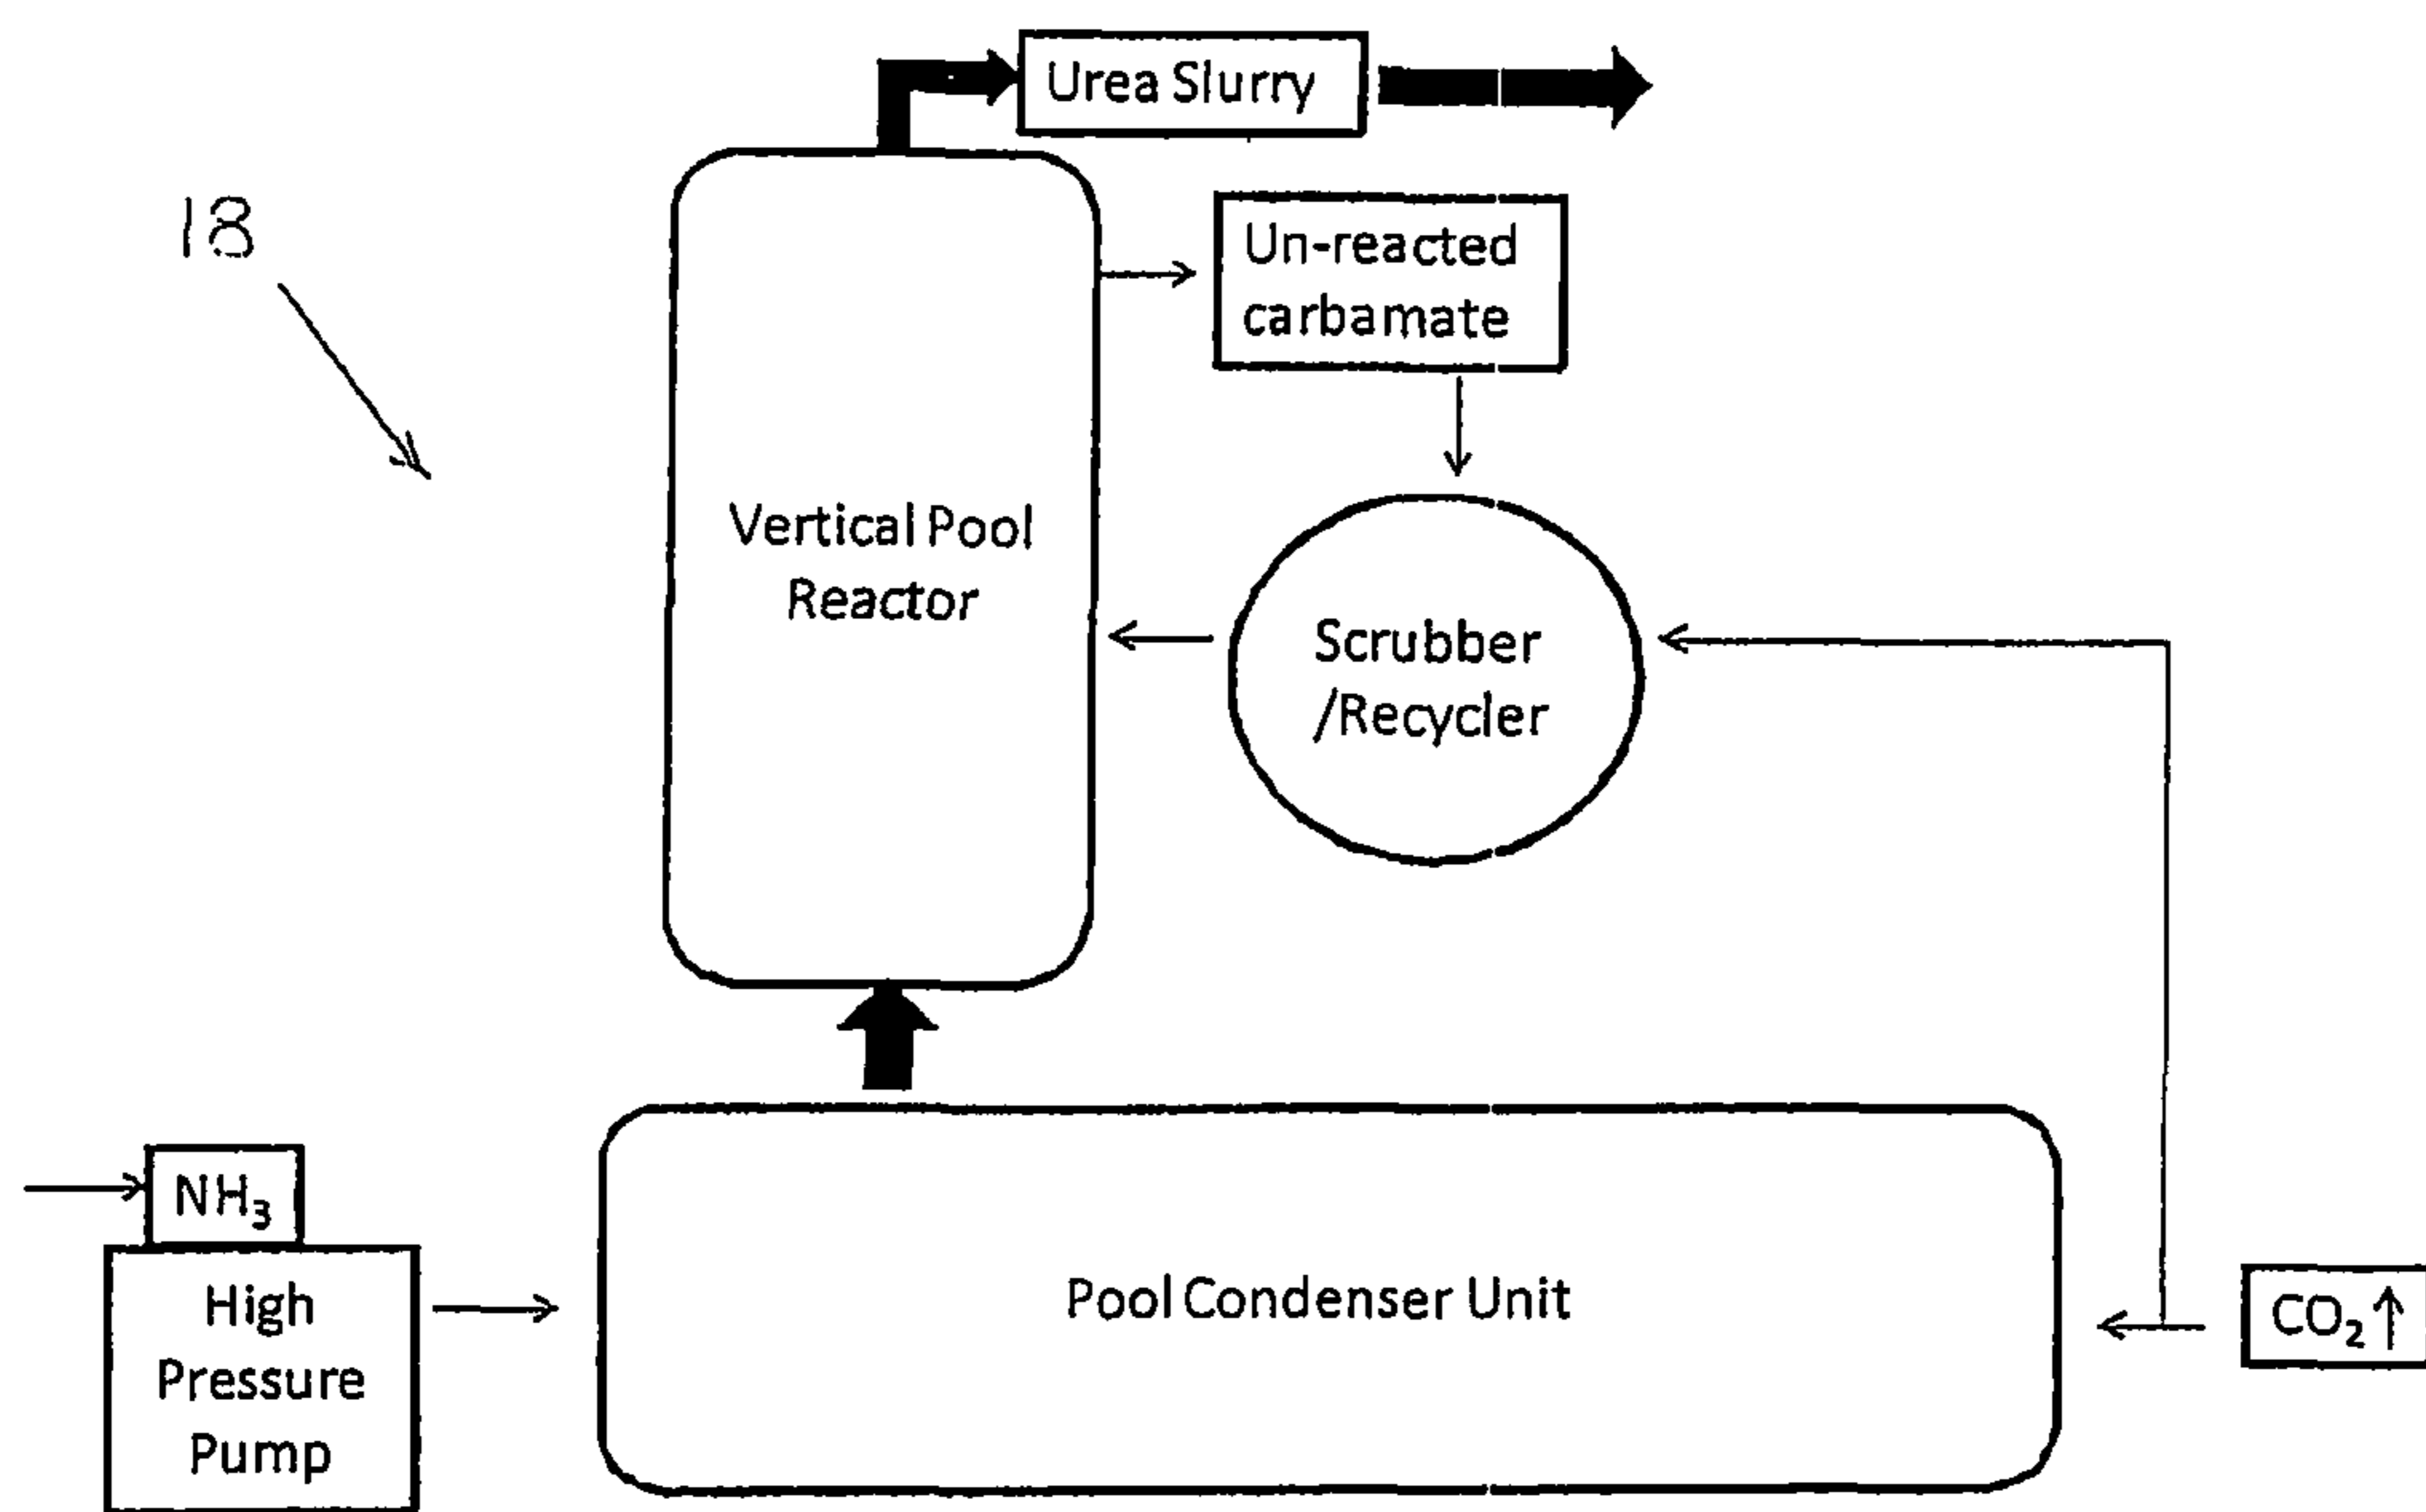 Urea Slurry
18
Un-reacted
carbamate
Vertical Pool
Reactor
Scrubber
/Recycler
NH₃
High
Pressure
Pump
Pool Condenser Unit
CO₂↑